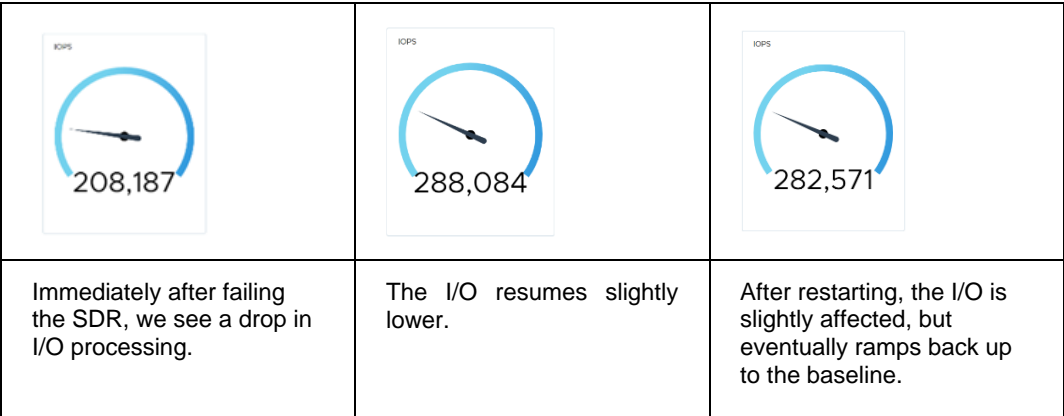 IOPS
208,187
IOPS
288,084
IOPS
282,571
Immediately after failing
the SDR, we see a drop in
I/O processing.
The I/O resumes slightly
lower.
After restarting, the I/O is
slightly affected, but
eventually ramps back up
to the baseline.